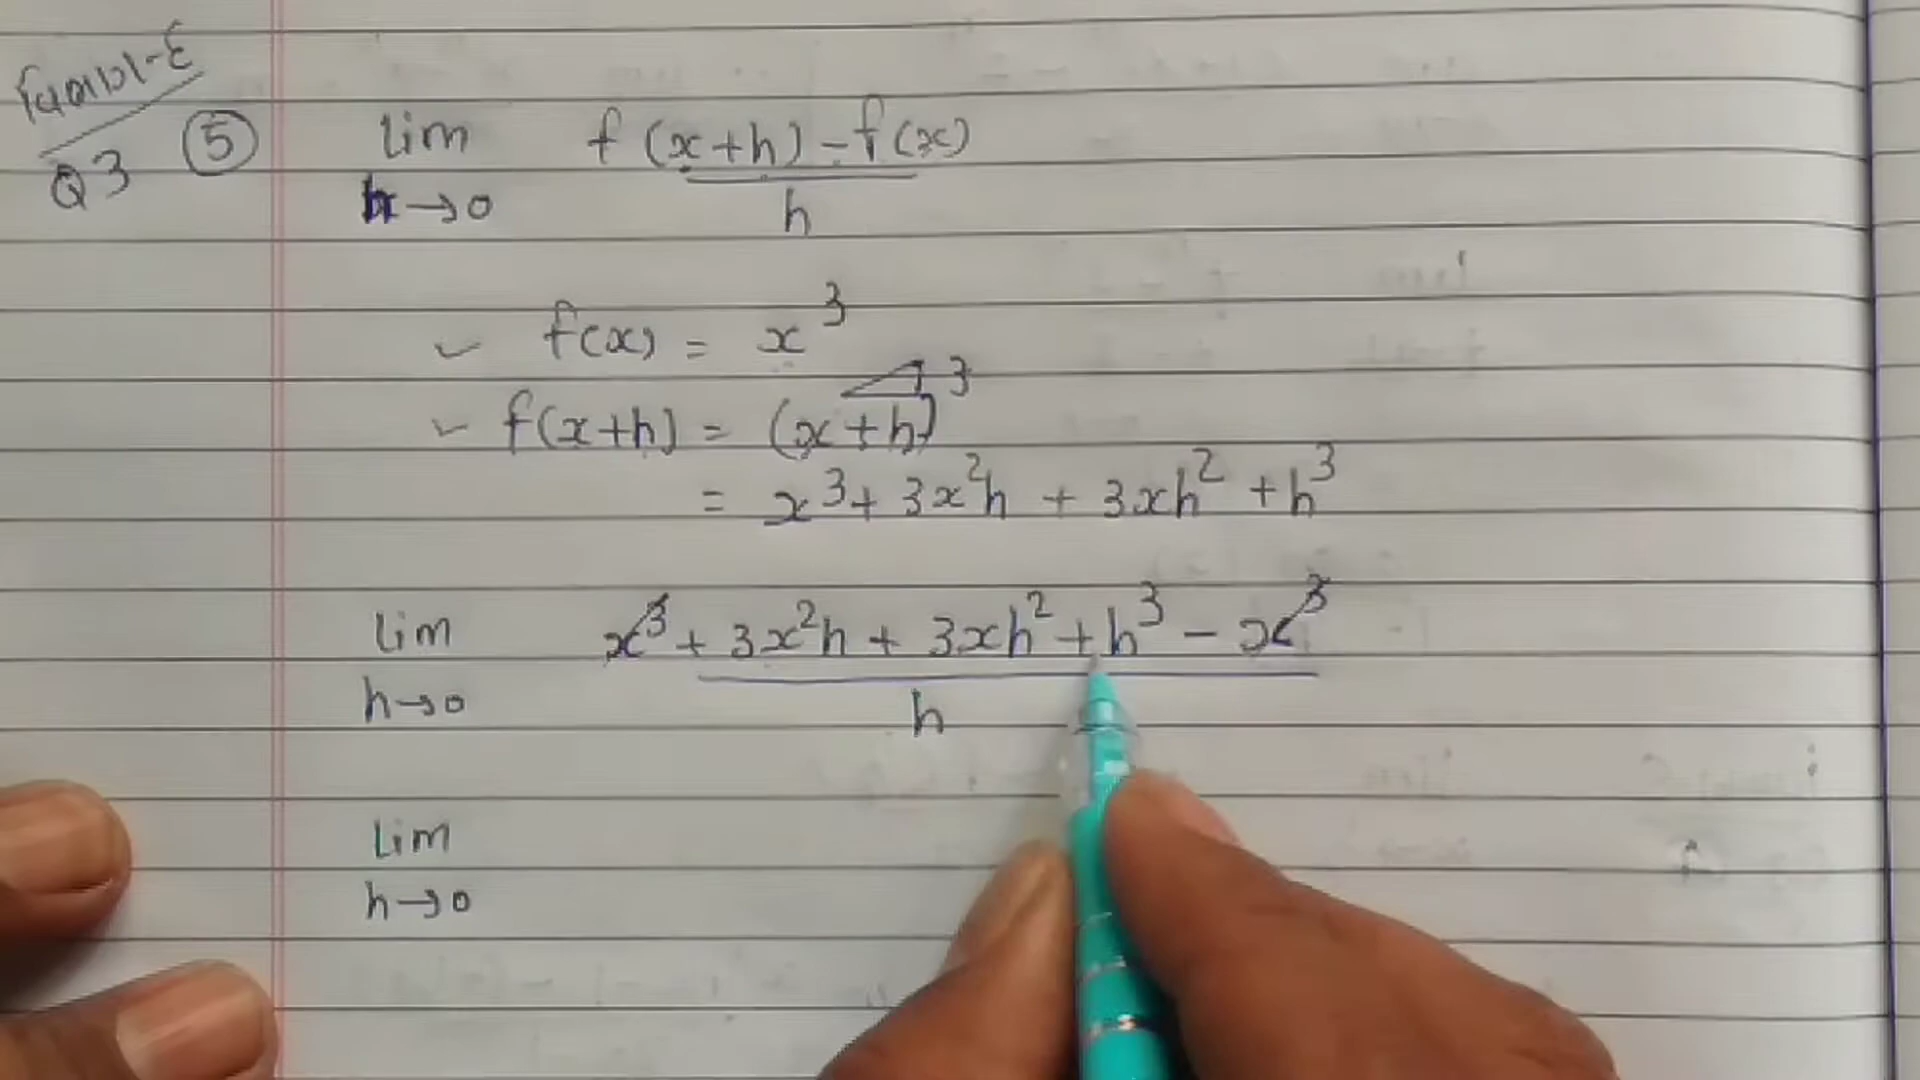 Q3 ⑤ lim f(x+h) - f(x)
h→0 h
✓ f(x) = x³
✓ f(x+h) = (x+h)³
= x³ + 3x²h + 3xh² + h³
lim x³ + 3x²h + 3xh² + h³ - x³
h→0 h
lim
h→0